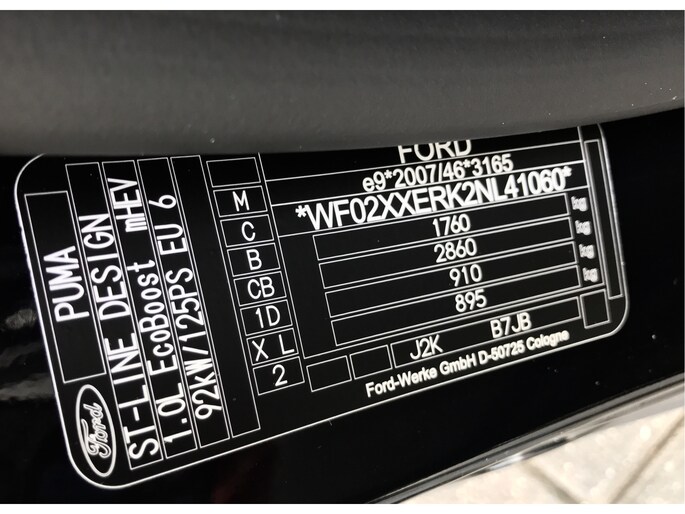 FORD
e9*2007/46*3165
*WF02XXERK2NL41060*
1760 kg
2860 kg
910 kg
895 kg
J2K B7JB
Ford-Werke GmbH D-50725 Cologne
M
C
B
CB
1D
X L
2
PUMA
ST-LINE DESIGN
1.0L EcoBoost mHEV
92KW/125PS EU 6
Ford